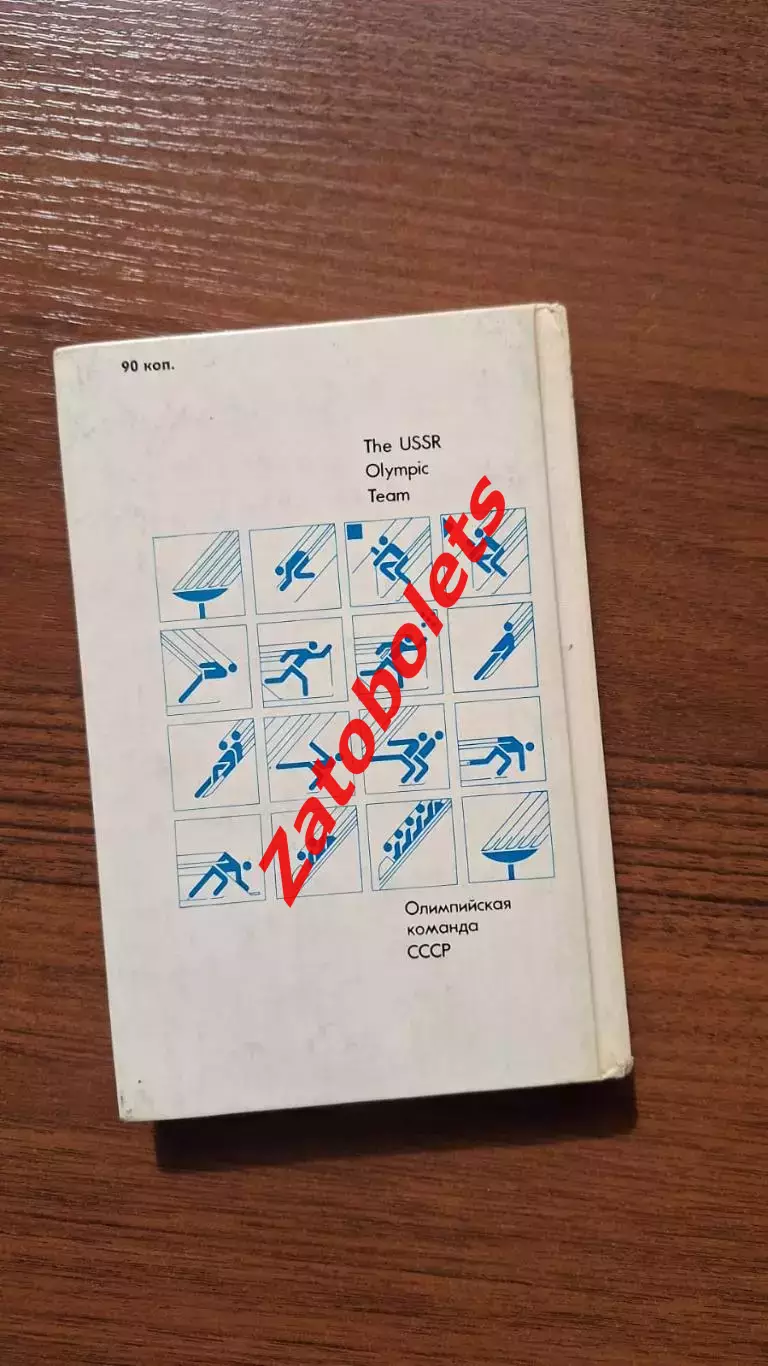 90 коп.
The USSR
Olympic
Team
Zatobolets
Олимпийская
команда
СССР